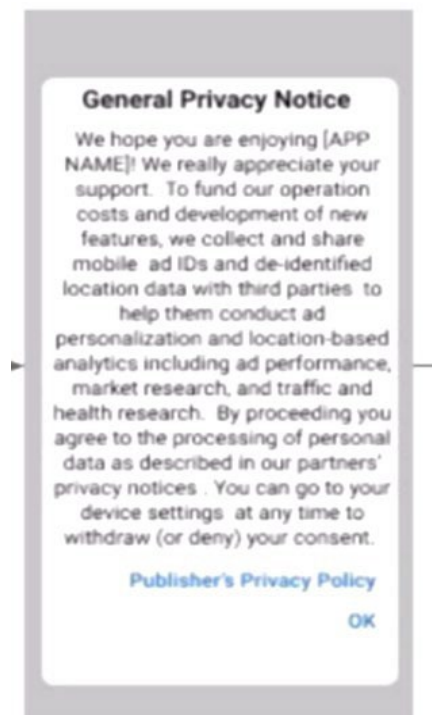 General Privacy Notice
We hope you are enjoying [APP
NAME]! We really appreciate your
support. To fund our operation
costs and development of new
features, we collect and share
mobile ad IDs and de-identified
location data with third parties to
help them conduct ad
personalization and location-based
analytics including ad performance,
market research, and traffic and
health research. By proceeding you
agree to the processing of personal
data as described in our partners'
privacy notices . You can go to your
device settings at any time to
withdraw (or deny) your consent.
Publisher's Privacy Policy
OK